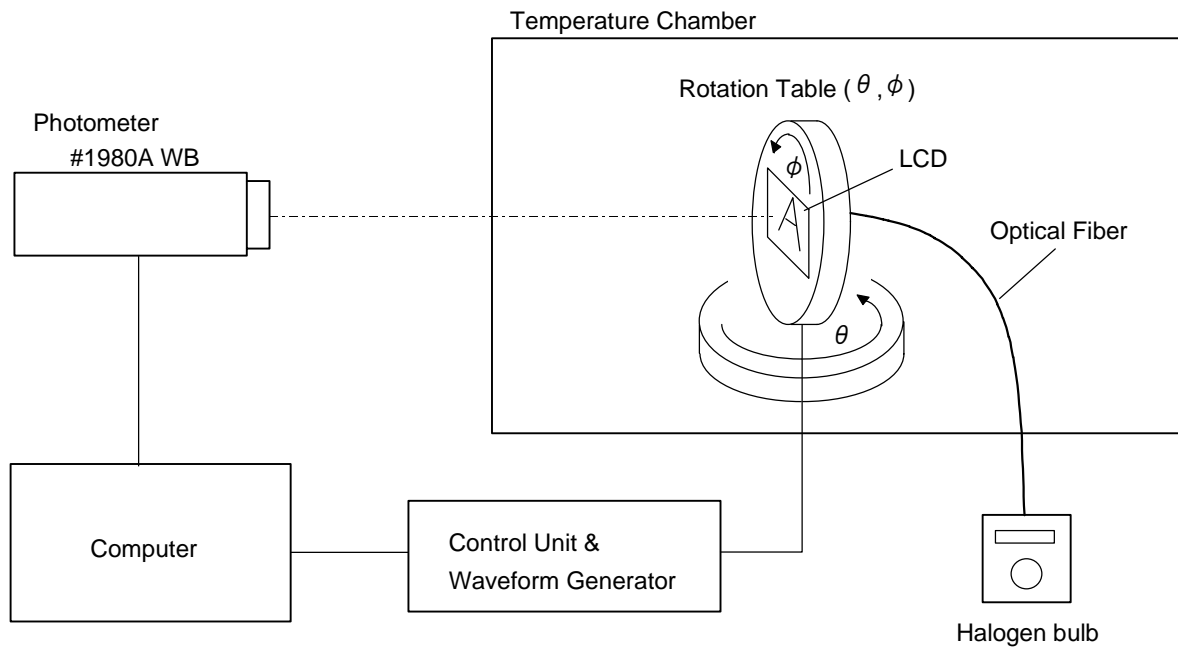 Temperature Chamber
Rotation Table ( θ , ϕ )
Photometer
#1980A WB
LCD
ϕ
A
Optical Fiber
θ
Computer
Control Unit &
Waveform Generator
Halogen bulb